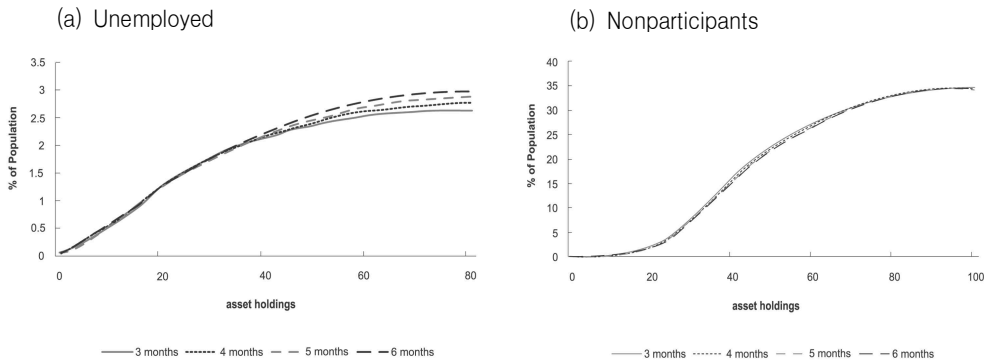 (a) Unemployed
% of Population
3.5
3
2.5
2
1.5
1
0.5
0
0 20 40 60 80
asset holdings
3 months 4 months 5 months 6 months
(b) Nonparticipants
% of Population
40
35
30
25
20
15
10
5
0
0 20 40 60 80 100
asset holdings
3 months 4 months 5 months 6 months